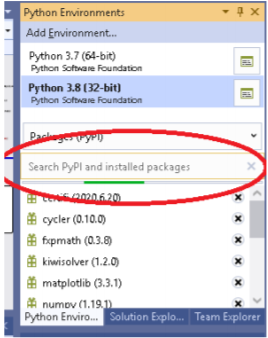 Python Environments
Add Environment...
Python 3.7 (64-bit)
Python Software Foundation
Python 3.8 (32-bit)
Python Software Foundation
Packages (PyPI)
Search PyPI and installed packages
certifi (2020.6.20)
cycler (0.10.0)
fxpmath (0.3.8)
kiwisolver (1.2.0)
matplotlib (3.3.1)
numpy (1.19.1)
Python Enviro... Solution Explo... Team Explorer